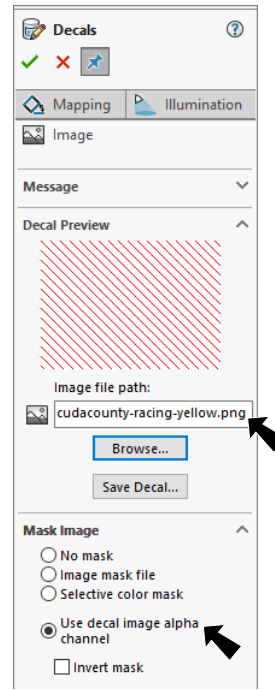 Decals
Mapping
Illumination
Image
Message
Decal Preview
Image file path:
cudacounty-racing-yellow.png
Browse...
Save Decal...
Mask Image
No mask
Image mask file
Selective color mask
Use decal image alpha
channel
Invert mask